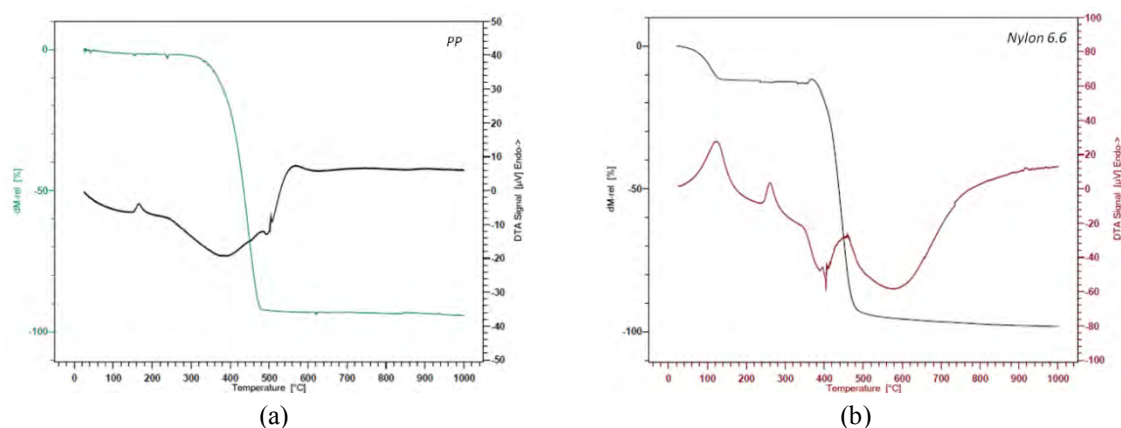 PP
0
-50
-100
dM-rel [%]
50
40
30
20
10
0
-10
-20
-30
-40
-50
DTA Signal [µV] Endo->
0 100 200 300 400 500 600 700 800 900 1000
Temperature [°C]
(a)
Nylon 6.6
0
-50
-100
dM-rel [%]
100
80
60
40
20
0
-20
-40
-60
-80
-100
DTA Signal [µV] Endo->
0 100 200 300 400 500 600 700 800 900 1000
Temperature [°C]
(b)